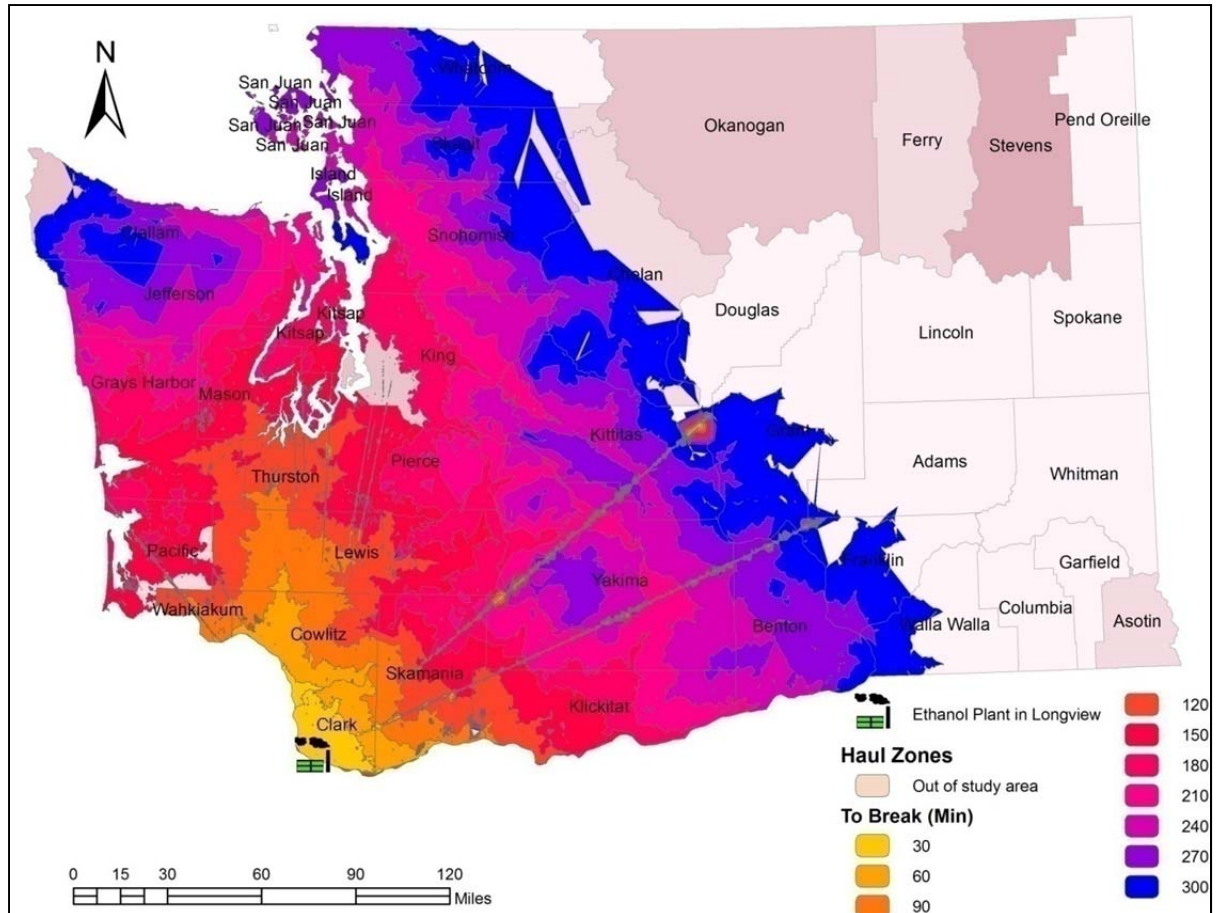 N
San Juan
San Juan
San Juan
San Juan
San Juan
Island
Island
Whatcom
Skagit
Okanogan
Ferry
Stevens
Pend Oreille
Clallam
Jefferson
Snohomish
Chelan
Douglas
Lincoln
Spokane
Kitsap
Kitsap
King
Grays Harbor
Mason
Kittitas
Grant
Pierce
Thurston
Adams
Whitman
Pacific
Lewis
Yakima
Franklin
Garfield
Wahkiakum
Cowlitz
Benton
Walla Walla
Columbia
Asotin
Skamania
Clark
Klickitat
Ethanol Plant in Longview
Haul Zones
Out of study area
To Break (Min)
30
60
90
120
150
180
210
240
270
300
0 15 30 60 90 120
Miles